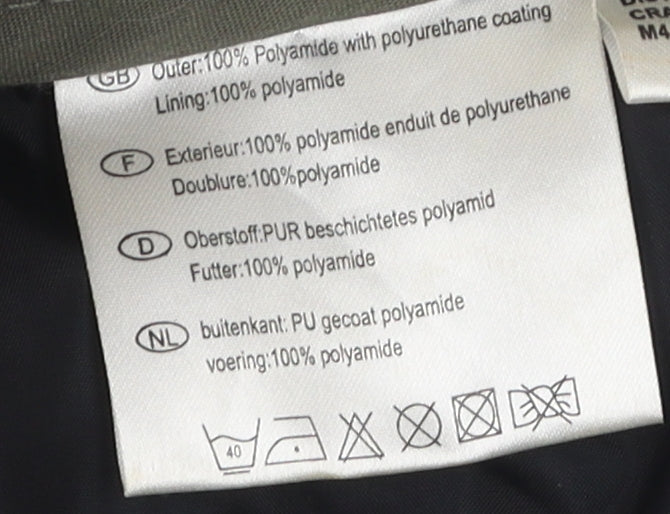 GB Outer:100% Polyamide with polyurethane coating
Lining:100% polyamide
F Exterieur:100% polyamide enduit de polyurethane
Doublure:100%polyamide
D Oberstoff:PUR beschichtetes polyamid
Futter:100% polyamide
NL buitenkant: PU gecoat polyamide
voering:100% polyamide
40
M4